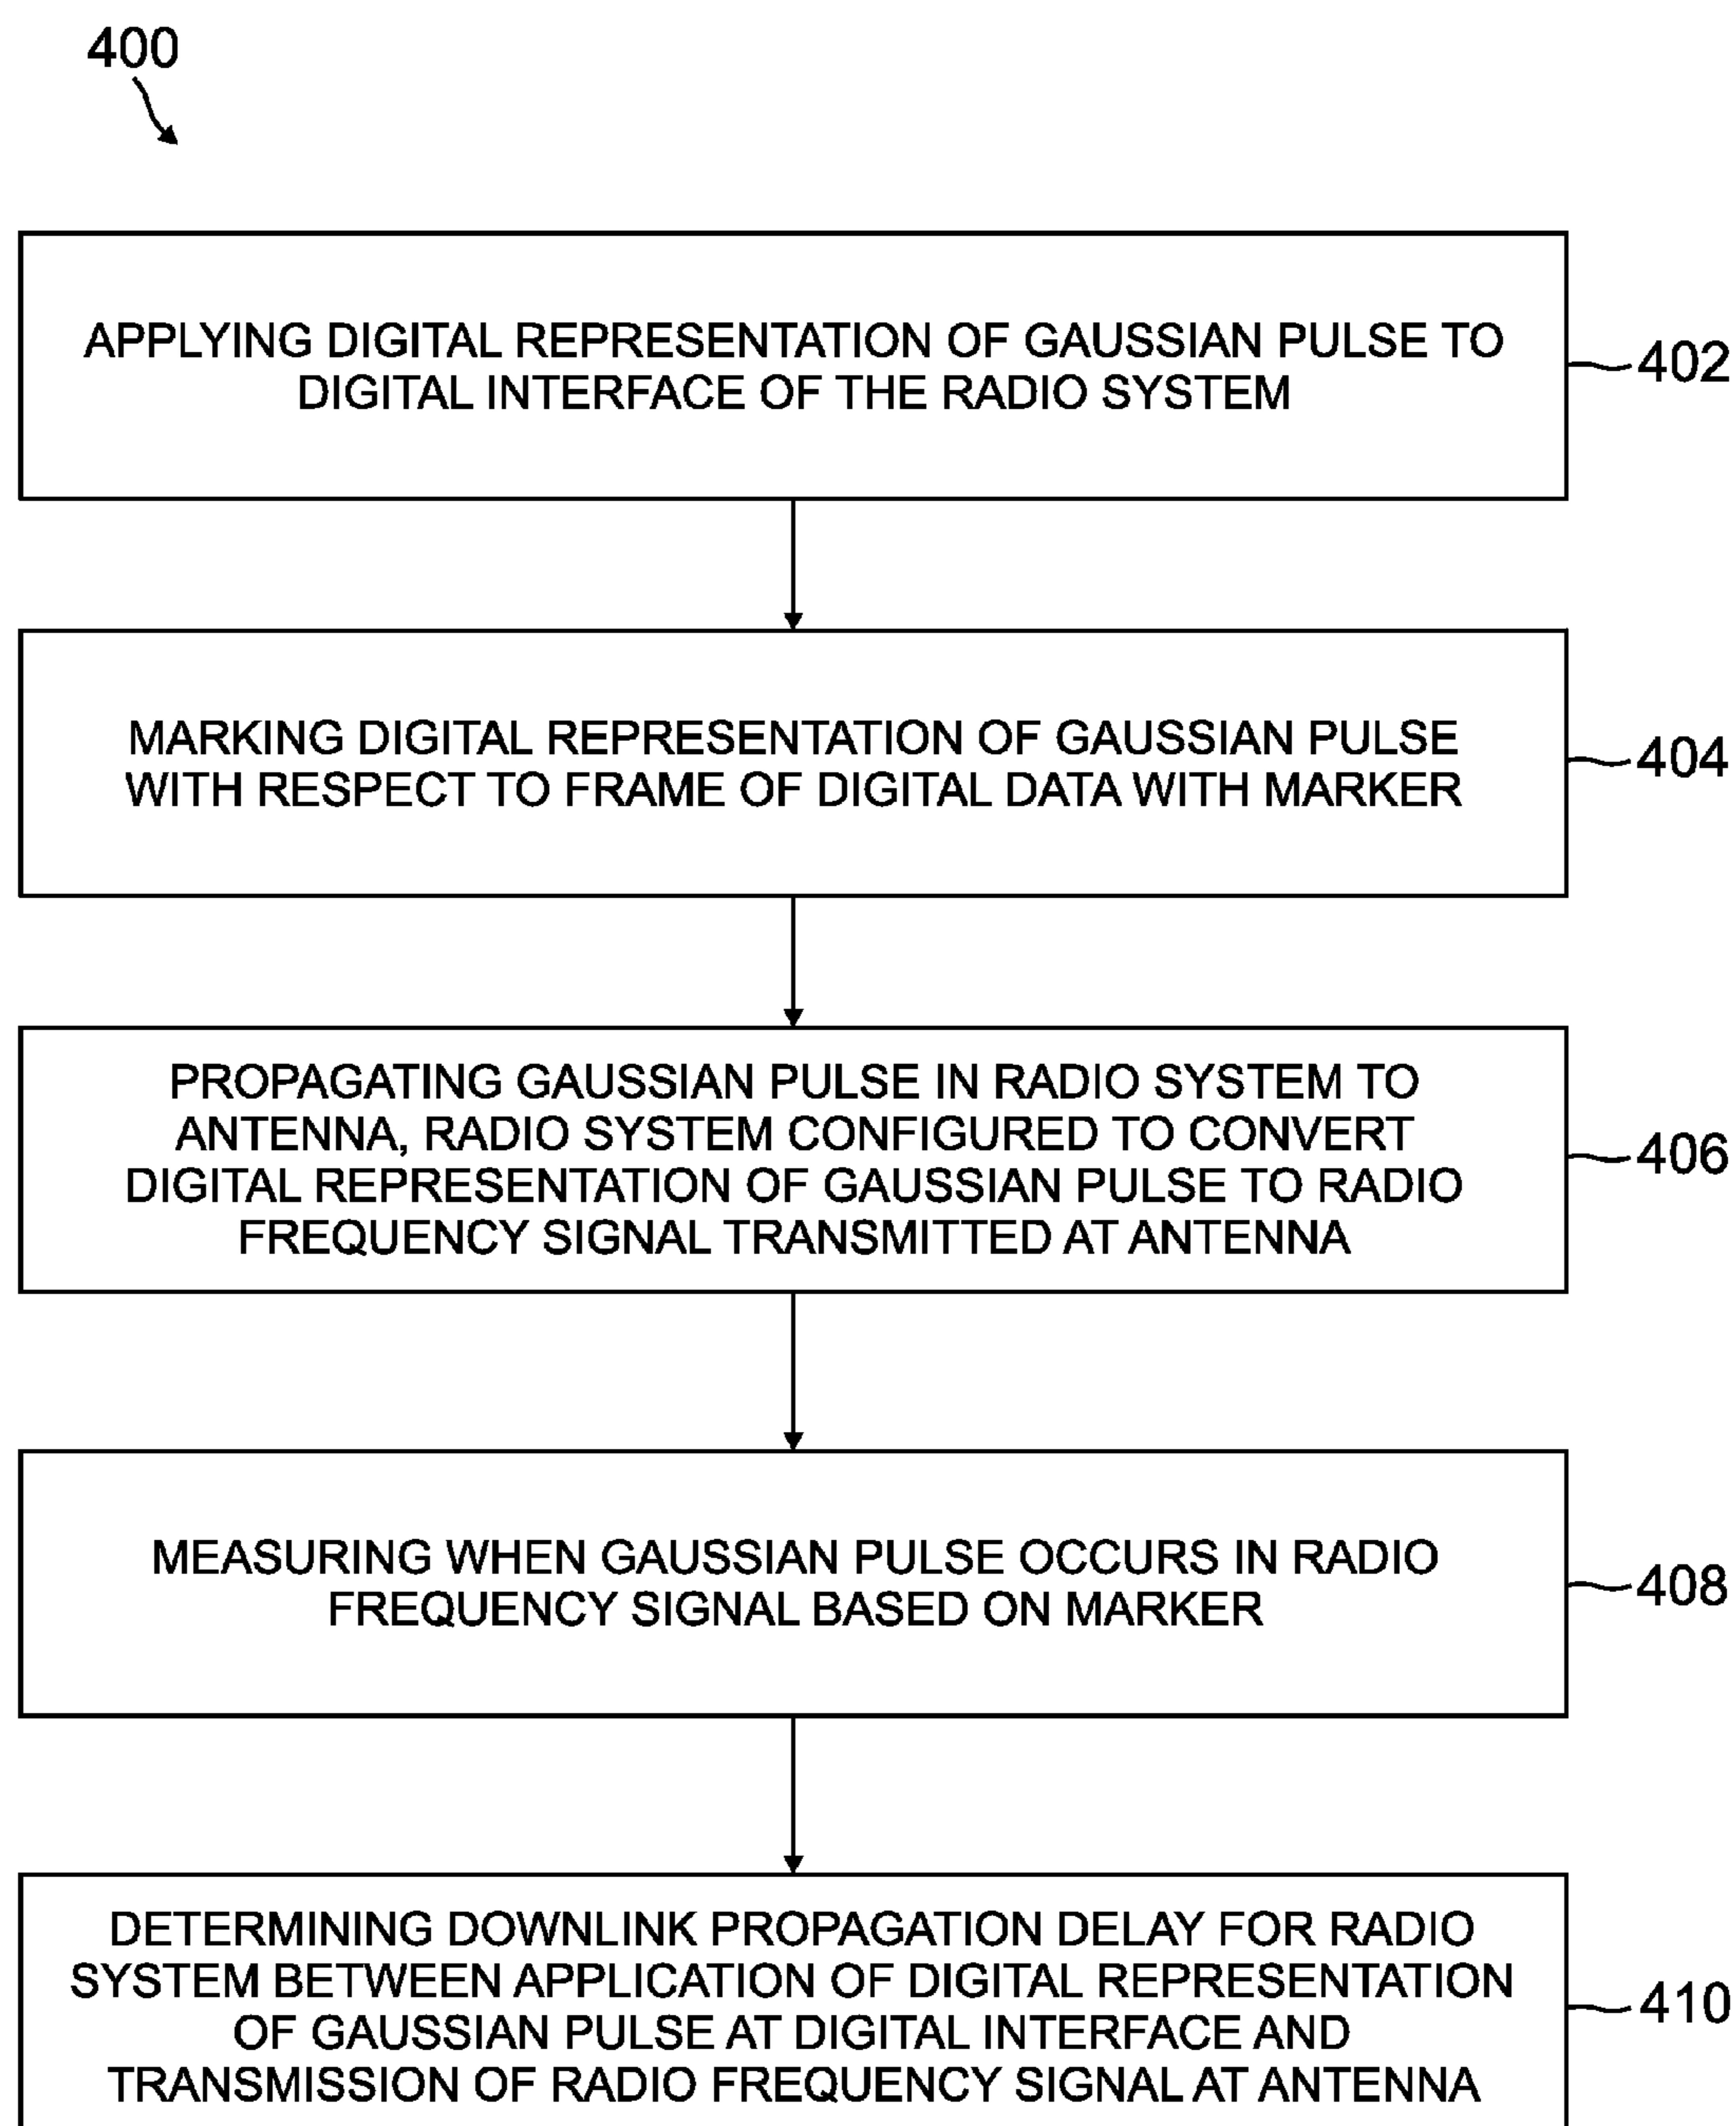 400
APPLYING DIGITAL REPRESENTATION OF GAUSSIAN PULSE TO
DIGITAL INTERFACE OF THE RADIO SYSTEM
402
MARKING DIGITAL REPRESENTATION OF GAUSSIAN PULSE
WITH RESPECT TO FRAME OF DIGITAL DATA WITH MARKER
404
PROPAGATING GAUSSIAN PULSE IN RADIO SYSTEM TO
ANTENNA, RADIO SYSTEM CONFIGURED TO CONVERT
DIGITAL REPRESENTATION OF GAUSSIAN PULSE TO RADIO
FREQUENCY SIGNAL TRANSMITTED AT ANTENNA
406
MEASURING WHEN GAUSSIAN PULSE OCCURS IN RADIO
FREQUENCY SIGNAL BASED ON MARKER
408
DETERMINING DOWNLINK PROPAGATION DELAY FOR RADIO
SYSTEM BETWEEN APPLICATION OF DIGITAL REPRESENTATION
OF GAUSSIAN PULSE AT DIGITAL INTERFACE AND
TRANSMISSION OF RADIO FREQUENCY SIGNAL AT ANTENNA
410